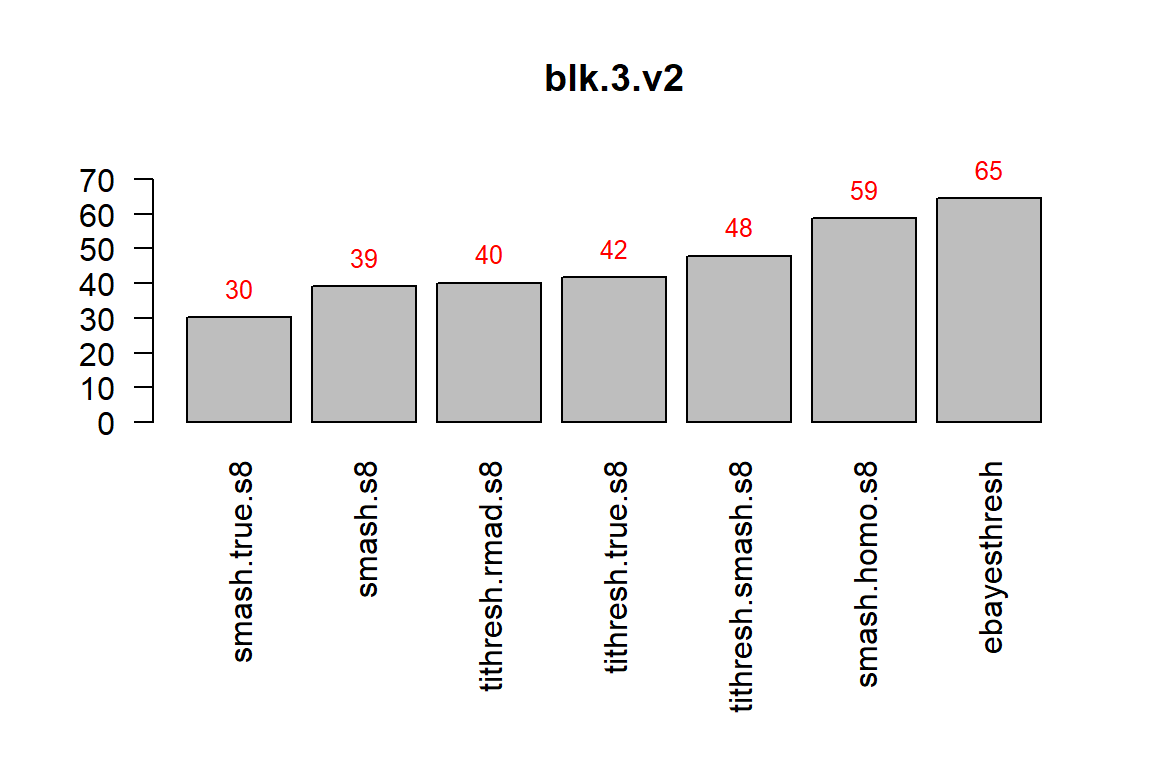 blk.3.v2
70
60
50
40
30
20
10
0
30
39
40
42
48
59
65
smash.true.s8
smash.s8
tithresh.rmad.s8
tithresh.true.s8
tithresh.smash.s8
smash.homo.s8
ebayesthresh